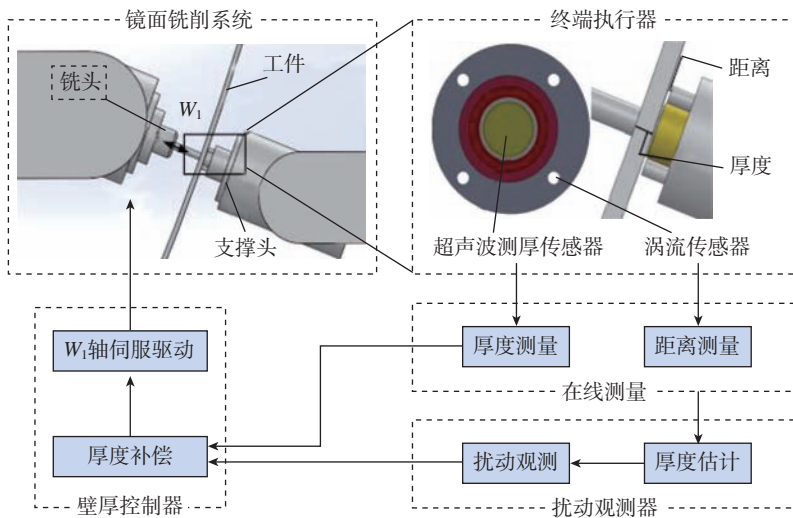 镜面铣削系统
终端执行器
铣头
W1
工件
支撑头
距离
厚度
超声波测厚传感器
涡流传感器
W1轴伺服驱动
厚度测量
距离测量
在线测量
厚度补偿
扰动观测
厚度估计
壁厚控制器
扰动观测器